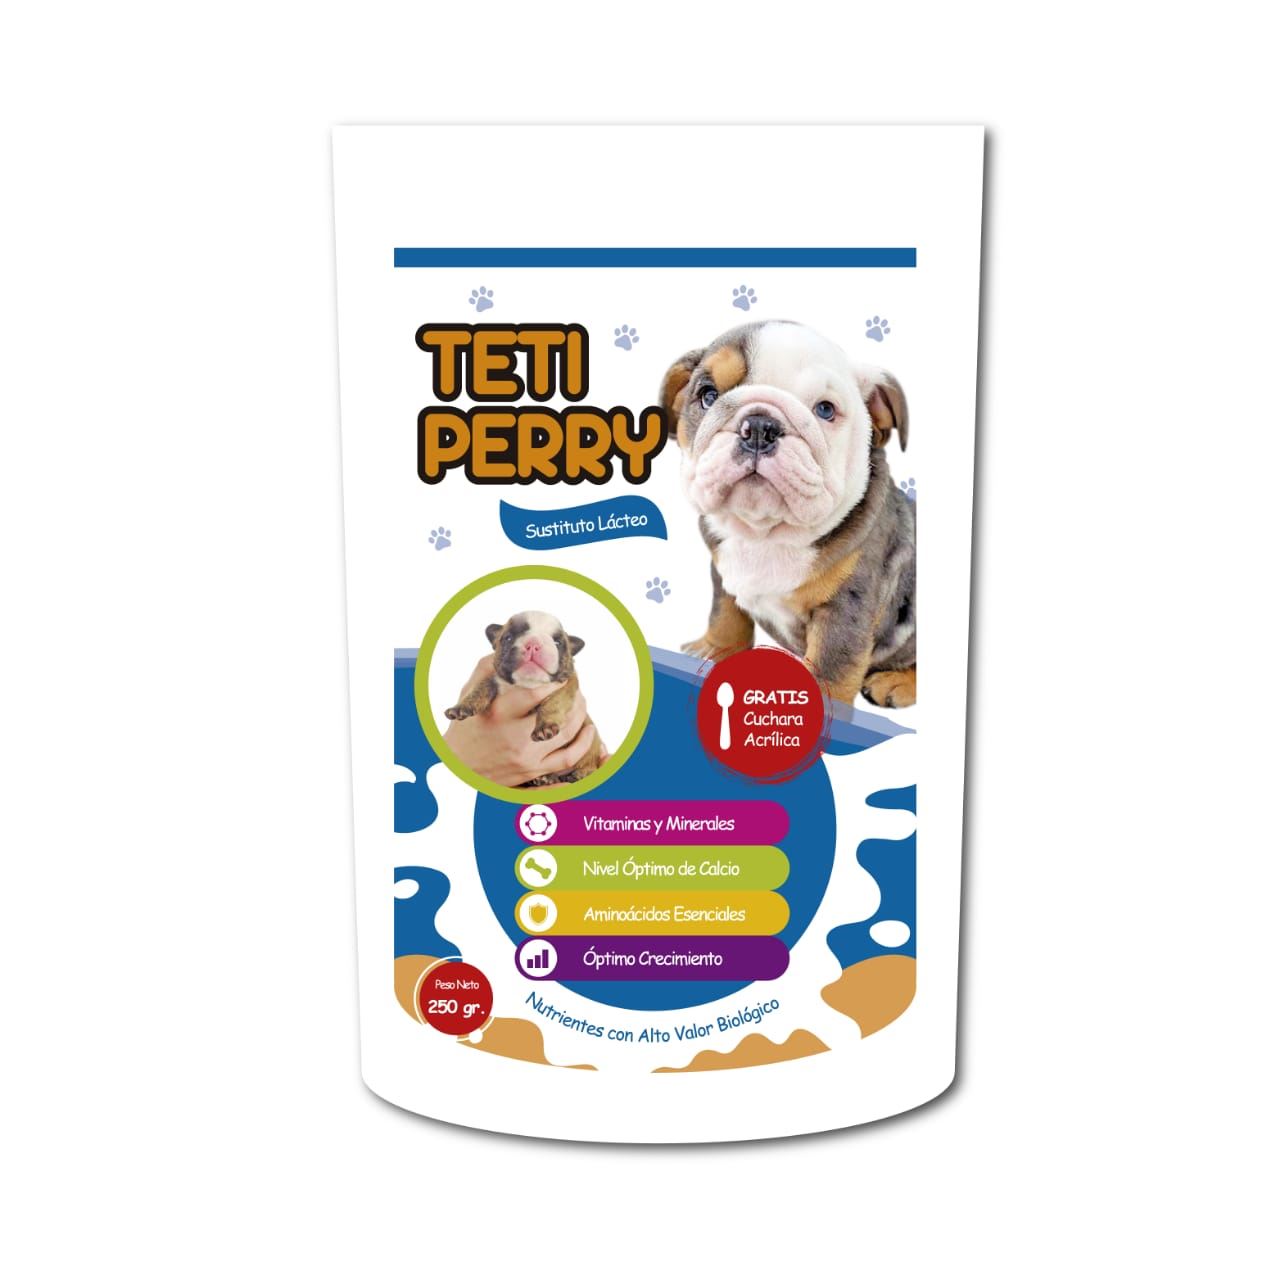 TETI
PERRY
Sustituto Lácteo
GRATIS
Cuchara
Acrílica
Vitaminas y Minerales
Nivel Óptimo de Calcio
Aminoácidos Esenciales
Óptimo Crecimiento
Peso Neto
250 gr.
Nutrientes con Alto Valor Biológico